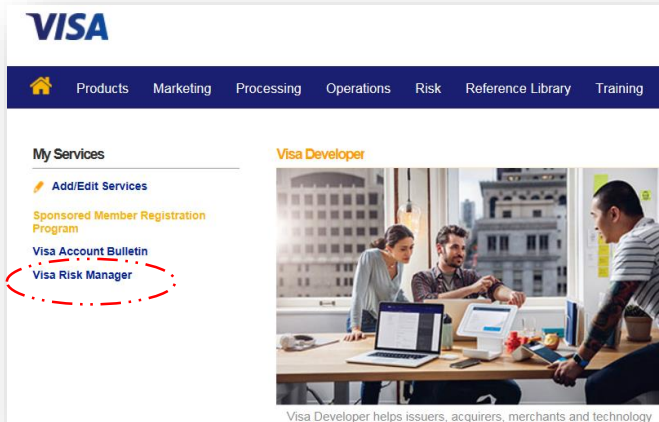 VISA
Products Marketing Processing Operations Risk Reference Library Training
My Services
Add/Edit Services
Sponsored Member Registration
Program
Visa Account Bulletin
Visa Risk Manager
Visa Developer
Visa Developer helps issuers, acquirers, merchants and technology